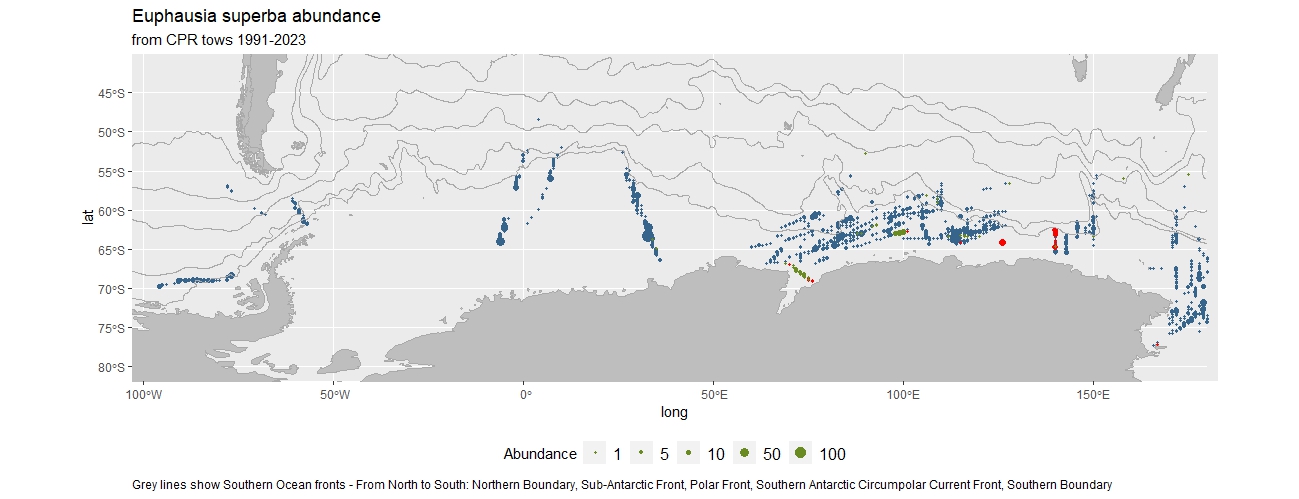 Euphausia superba abundance
from CPR tows 1991-2023
45°S
50°S
55°S
60°S
65°S
70°S
75°S
80°S
lat
100°W 50°W 0° 50°E 100°E 150°E
long
Abundance 1 5 10 50 100
Grey lines show Southern Ocean fronts - From North to South: Northern Boundary, Sub-Antarctic Front, Polar Front, Southern Antarctic Circumpolar Current Front, Southern Boundary